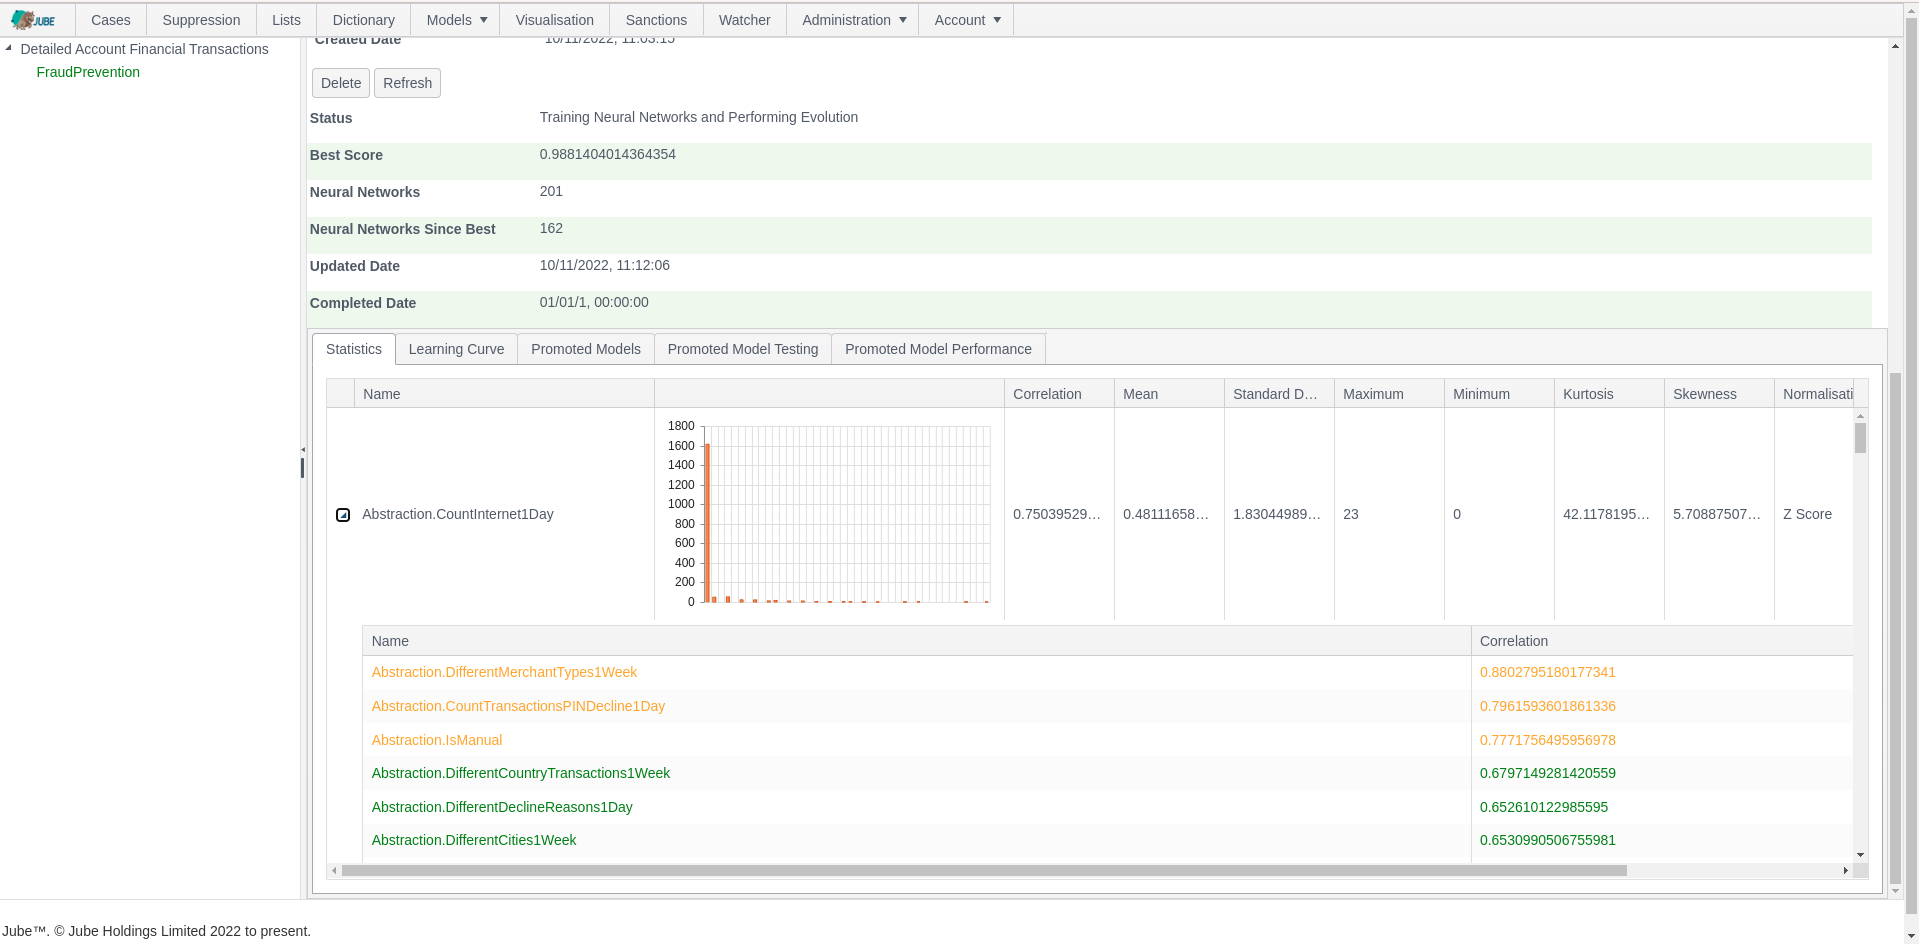 JUBE Cases Suppression Lists Dictionary Models Visualisation Sanctions Watcher Administration Account
Detailed Account Financial Transactions
FraudPrevention
Created Date 10/11/2022, 11:03:15
Delete Refresh
Status Training Neural Networks and Performing Evolution
Best Score 0.9881404014364354
Neural Networks 201
Neural Networks Since Best 162
Updated Date 10/11/2022, 11:12:06
Completed Date 01/01/1, 00:00:00
Statistics Learning Curve Promoted Models Promoted Model Testing Promoted Model Performance
Name Correlation Mean Standard D... Maximum Minimum Kurtosis Skewness Normalisati
1800
1600
1400
1200
1000
800
600
400
200
0
Abstraction.CountInternet1Day 0.75039529... 0.48111658... 1.83044989... 23 0 42.1178195... 5.70887507... Z Score
Name Correlation
Abstraction.DifferentMerchantTypes1Week 0.8802795180177341
Abstraction.CountTransactionsPINDecline1Day 0.7961593601861336
Abstraction.IsManual 0.7771756495956978
Abstraction.DifferentCountryTransactions1Week 0.6797149281420559
Abstraction.DifferentDeclineReasons1Day 0.652610122985595
Abstraction.DifferentCities1Week 0.6530990506755981
Jube™. © Jube Holdings Limited 2022 to present.